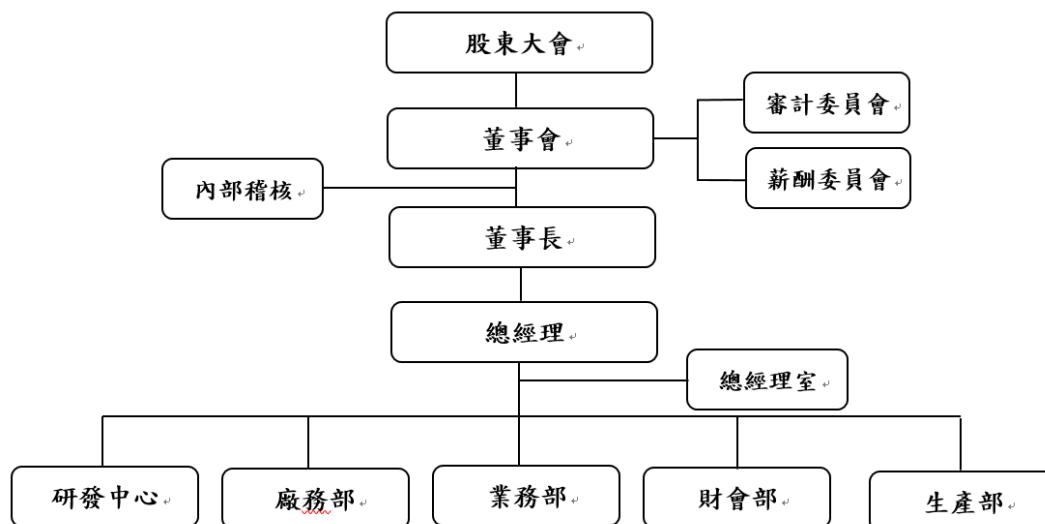 股東大會
審計委員會
董事會
薪酬委員會
內部稽核
董事長
總經理
總經理室
研發中心
廠務部
業務部
財會部
生產部